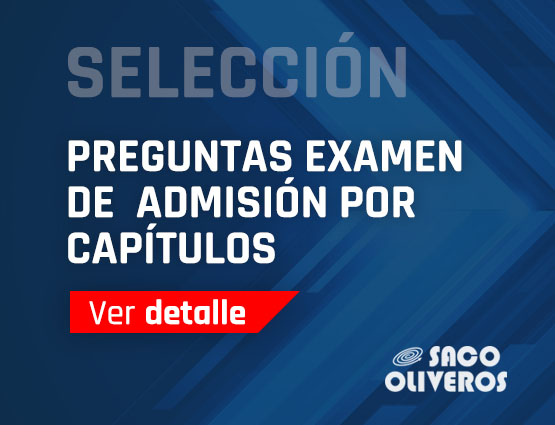 SELECCIÓN
PREGUNTAS EXAMEN
DE ADMISIÓN POR
CAPÍTULOS
Ver detalle
SACO
OLIVEROS